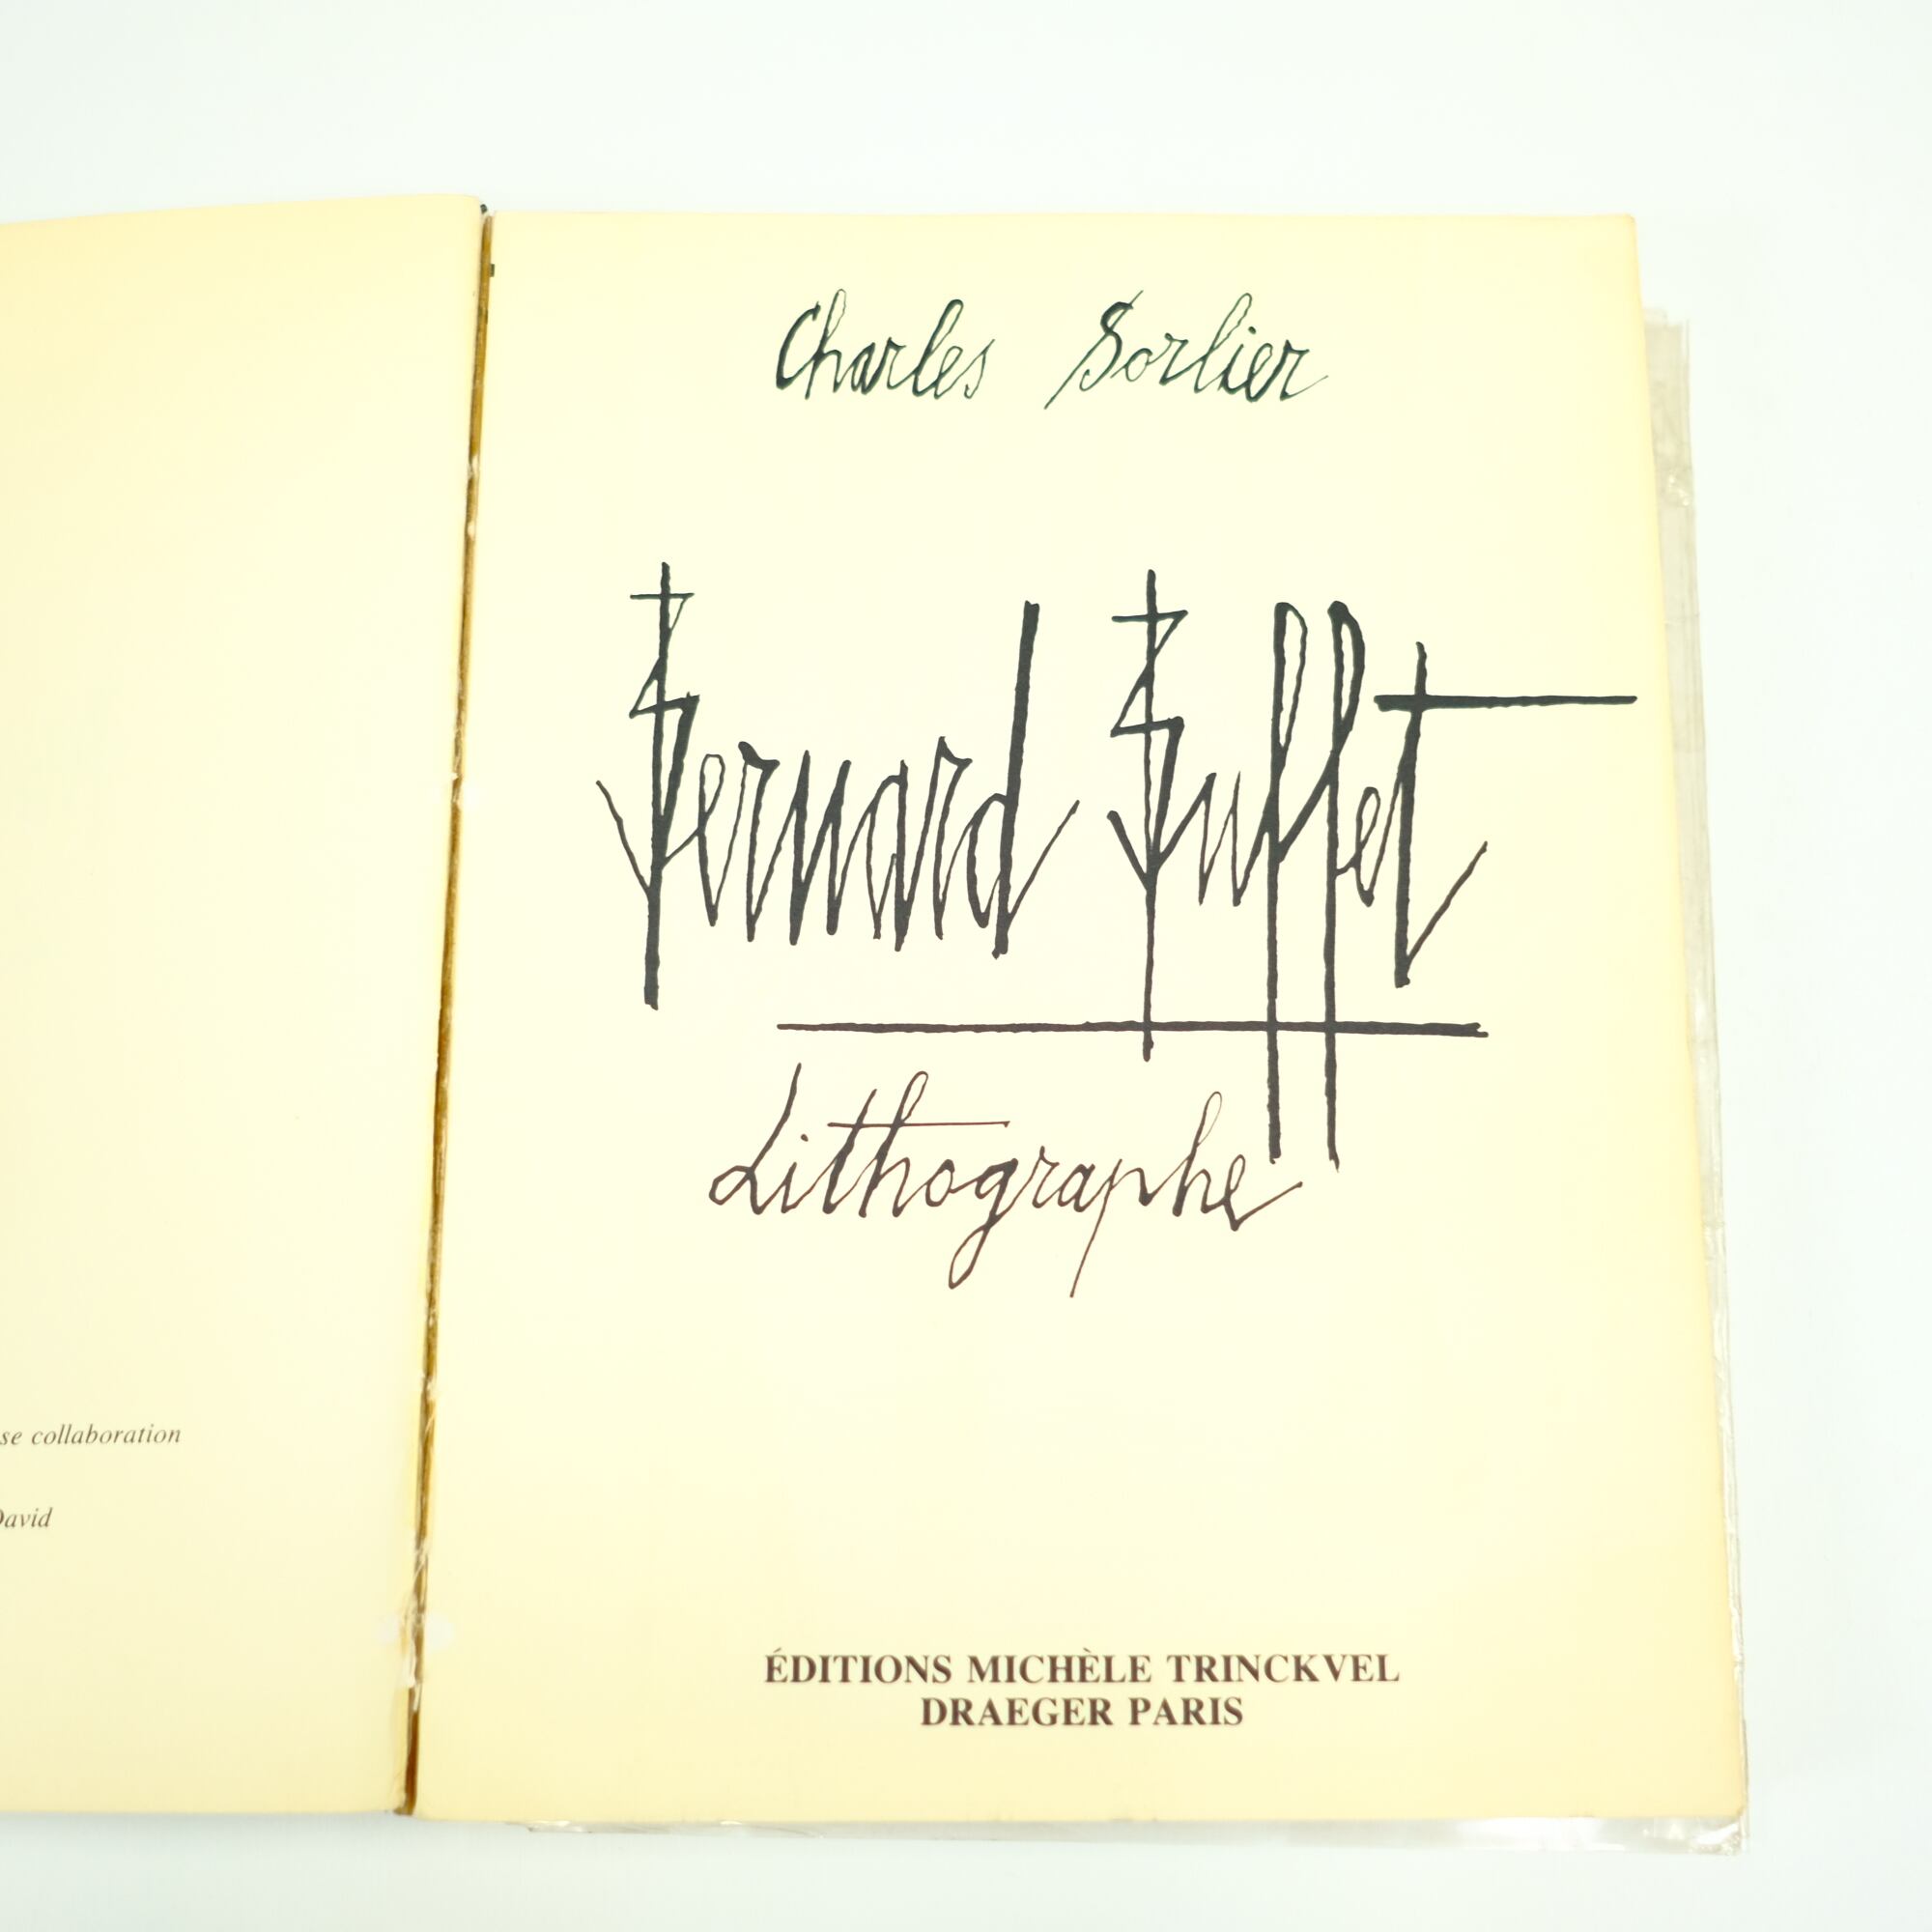 se collaboration
David
Charles Sorlier
Bernard Buffet
Lithographe
ÉDITIONS MICHÈLE TRINCKVEL
DRAEGER PARIS